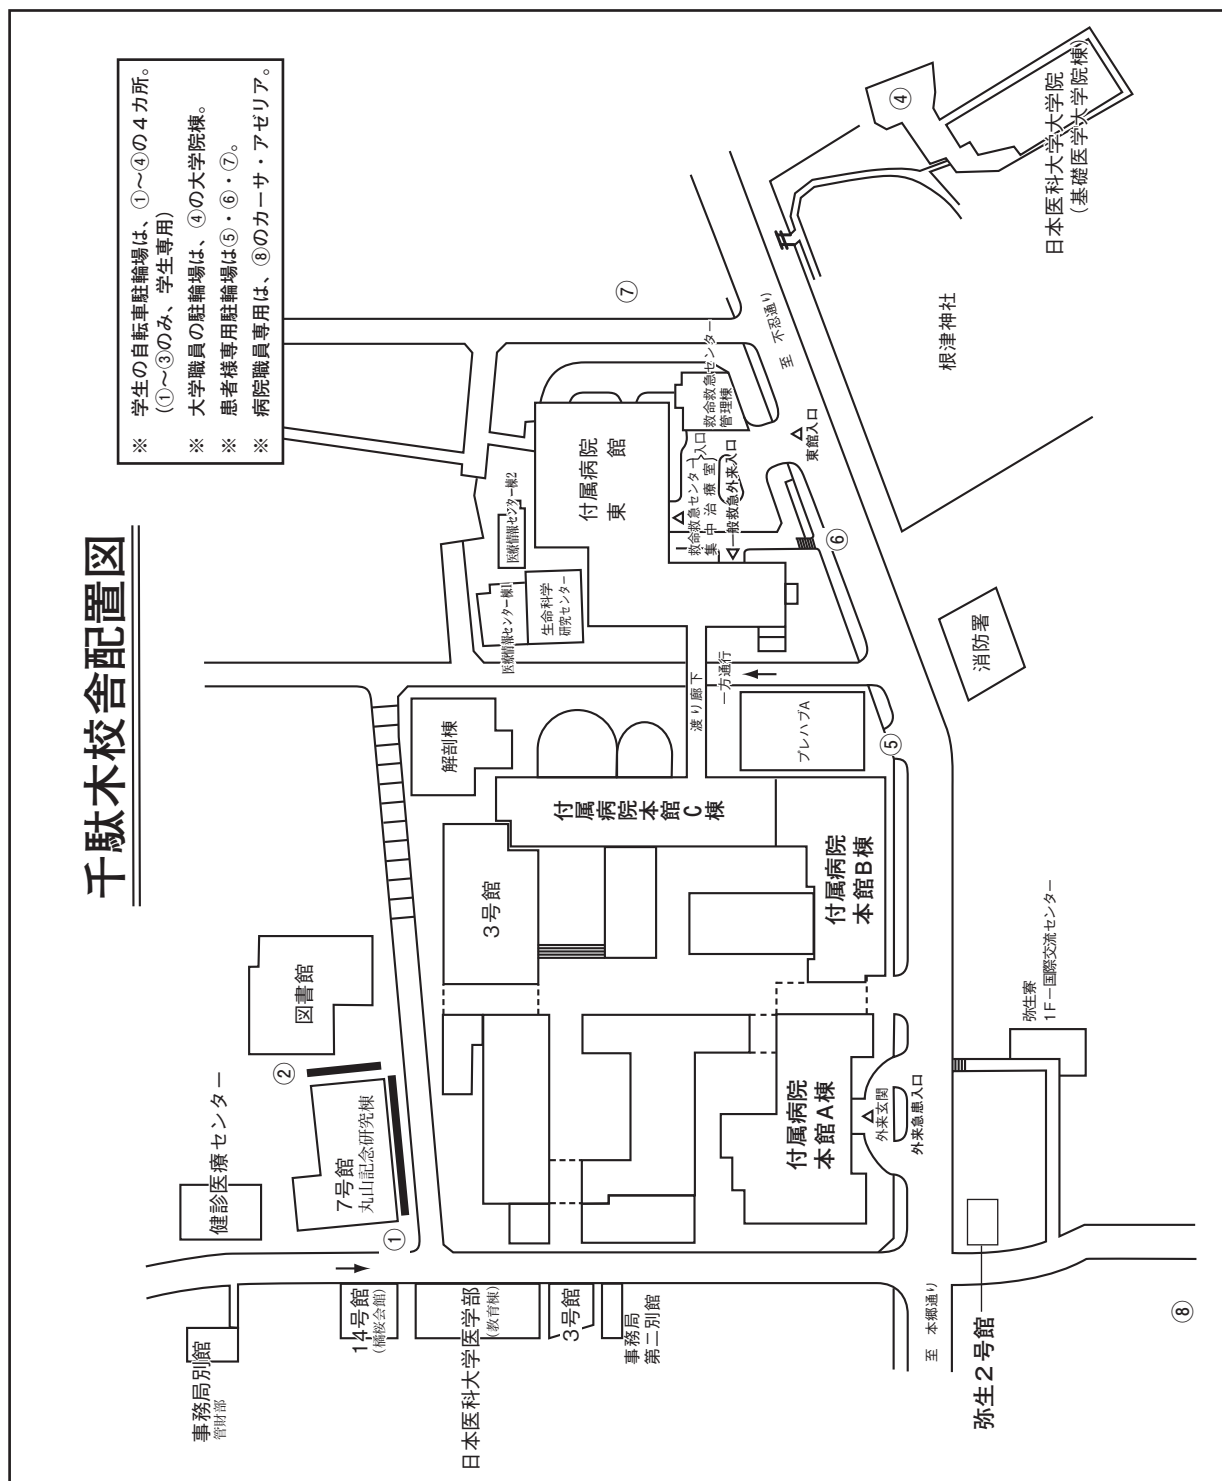 千駄木校舎配置図
※ 学生の自転車駐輪場は、①〜④の4カ所。
(①〜③のみ、学生専用)
※ 大学職員の駐輪場は、④の大学院棟。
※ 患者様専用駐輪場は⑤・⑥・⑦。
※ 病院職員専用は、⑧のカーサ・アゼリア。
事務局別館
管財部
健診医療センター
②
図書館
7号館
丸山記念研究棟
①
14号館
(橘桜会館)
日本医科大学医学部
(教育棟)
3号館
事務局
第二別館
3号館
解剖棟
医療情報センター棟1
医療情報センター棟2
生命科学
研究センター
付属病院
東館
⑦
救命救急センター
管理棟
救命救急センター入口
集中治療室
一般救急外来入口
東館入口
至 不忍通り
④
日本医科大学大学院
(基礎医学大学院棟)
根津神社
⑥
消防署
渡り廊下
一方通行
プレハブA
⑤
付属病院本館C棟
付属病院
本館B棟
付属病院
本館A棟
外来玄関
外来急患入口
弥生寮
1F−国際交流センター
至 本郷通り
弥生2号館
⑧